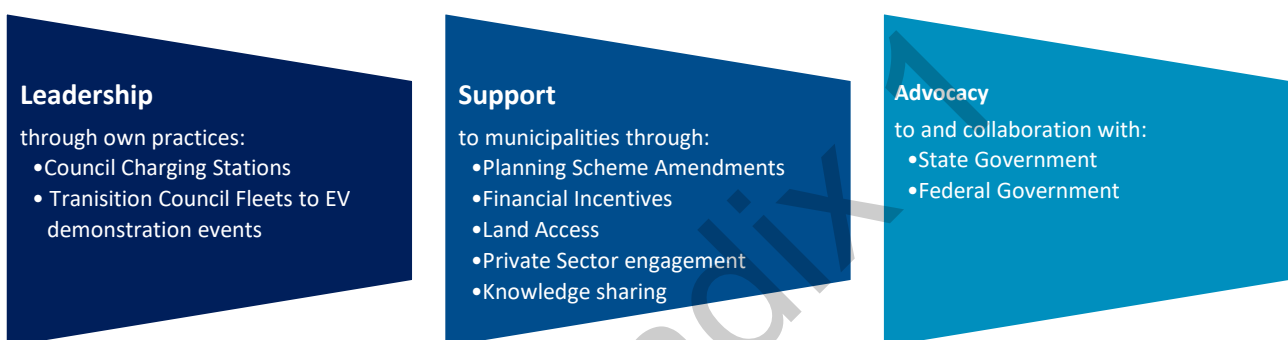 Leadership
through own practices:
•Council Charging Stations
• Tranisition Council Fleets to EV
demonstration events
Support
to municipalities through:
•Planning Scheme Amendments
•Financial Incentives
•Land Access
•Private Sector engagement
•Knowledge sharing
Advocacy
to and collaboration with:
•State Government
•Federal Government
ndix 1